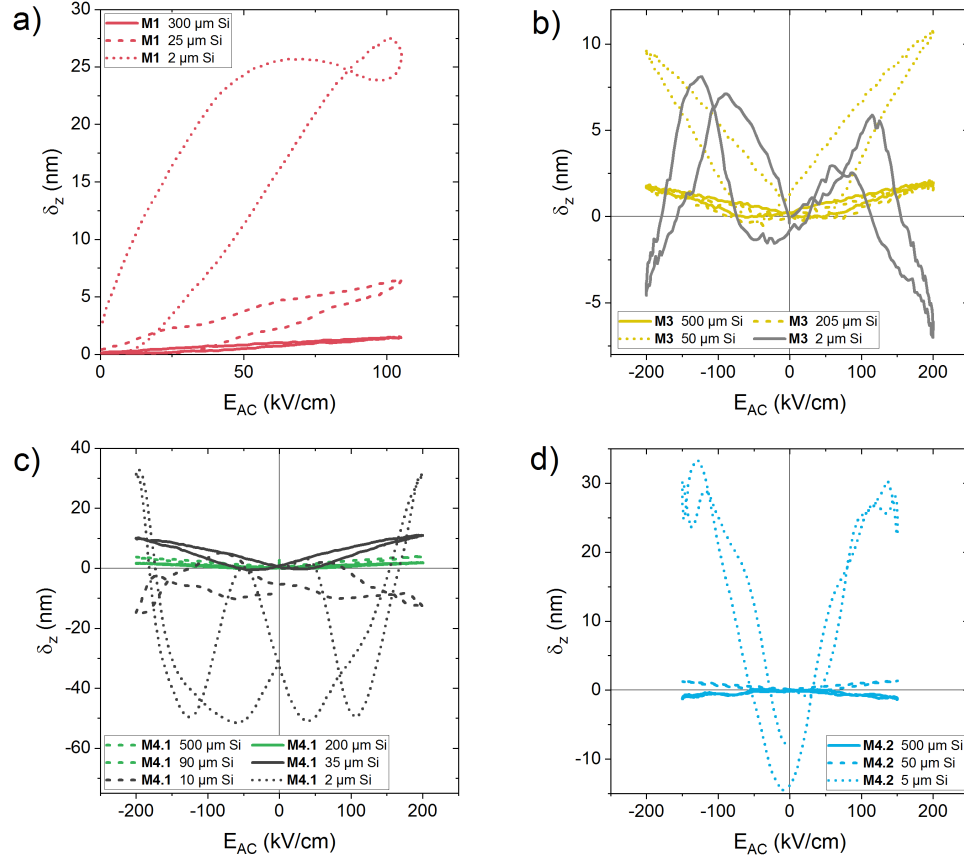 a)
M1 300 µm Si
M1 25 µm Si
M1 2 µm Si
30
25
20
15
10
5
0
δz (nm)
0 50 100
EAC (kV/cm)
b)
10
5
0
-5
δz (nm)
M3 500 µm Si M3 205 µm Si
M3 50 µm Si M3 2 µm Si
-200 -100 0 100 200
EAC (kV/cm)
c)
40
20
0
-20
-40
-60
δz (nm)
M4.1 500 µm Si M4.1 200 µm Si
M4.1 90 µm Si M4.1 35 µm Si
M4.1 10 µm Si M4.1 2 µm Si
-200 -100 0 100 200
EAC (kV/cm)
d)
30
20
10
0
-10
δz (nm)
M4.2 500 µm Si
M4.2 50 µm Si
M4.2 5 µm Si
-200 -100 0 100 200
EAC (kV/cm)